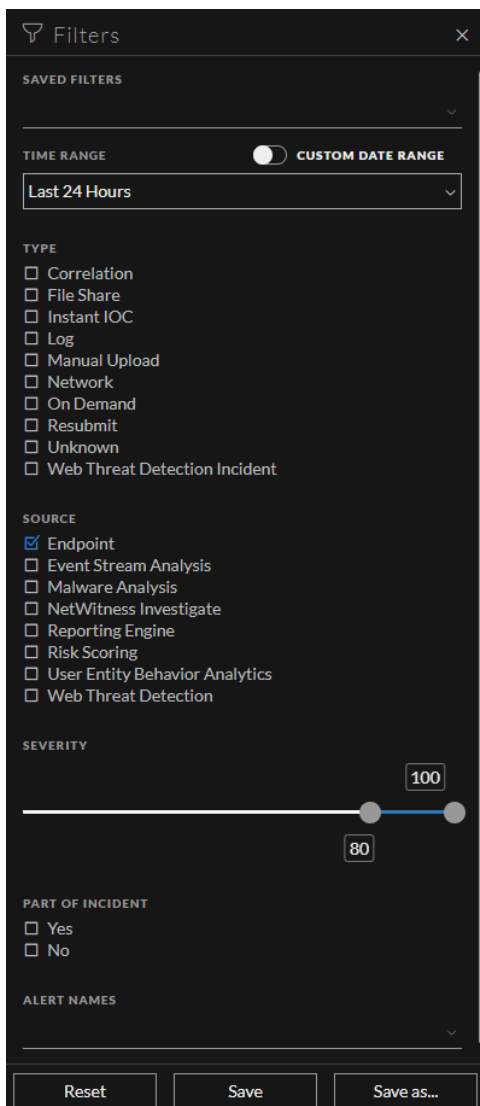 Filters
SAVED FILTERS
TIME RANGE CUSTOM DATE RANGE
Last 24 Hours
TYPE
Correlation
File Share
Instant IOC
Log
Manual Upload
Network
On Demand
Resubmit
Unknown
Web Threat Detection Incident
SOURCE
Endpoint
Event Stream Analysis
Malware Analysis
NetWitness Investigate
Reporting Engine
Risk Scoring
User Entity Behavior Analytics
Web Threat Detection
SEVERITY
100
80
PART OF INCIDENT
Yes
No
ALERT NAMES
Reset Save Save as...